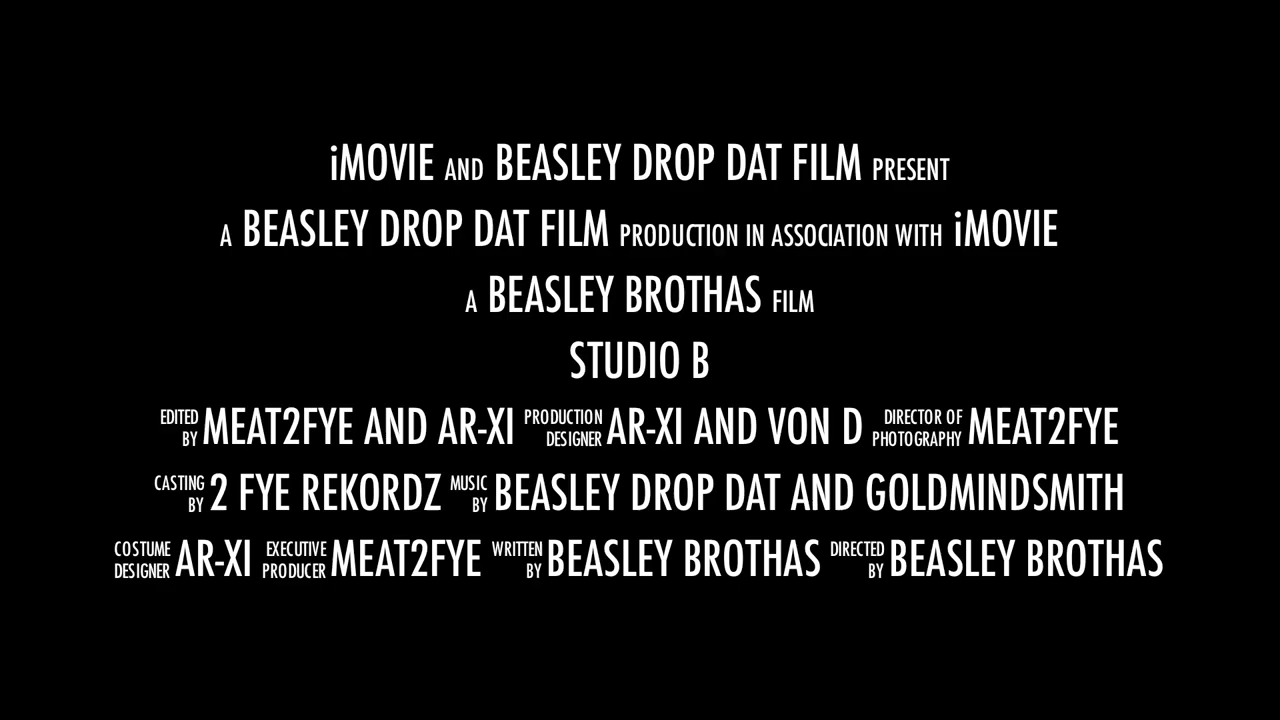 iMOVIE AND BEASLEY DROP DAT FILM PRESENT
A BEASLEY DROP DAT FILM PRODUCTION IN ASSOCIATION WITH iMOVIE
A BEASLEY BROTHAS FILM
STUDIO B
EDITED BY MEAT2FYE AND AR-XI PRODUCTION DESIGNER AR-XI AND VON D DIRECTOR OF PHOTOGRAPHY MEAT2FYE
CASTING BY 2 FYE REKORDZ MUSIC BY BEASLEY DROP DAT AND GOLDMINDSMITH
COSTUME DESIGNER AR-XI EXECUTIVE PRODUCER MEAT2FYE WRITTEN BY BEASLEY BROTHAS DIRECTED BY BEASLEY BROTHAS